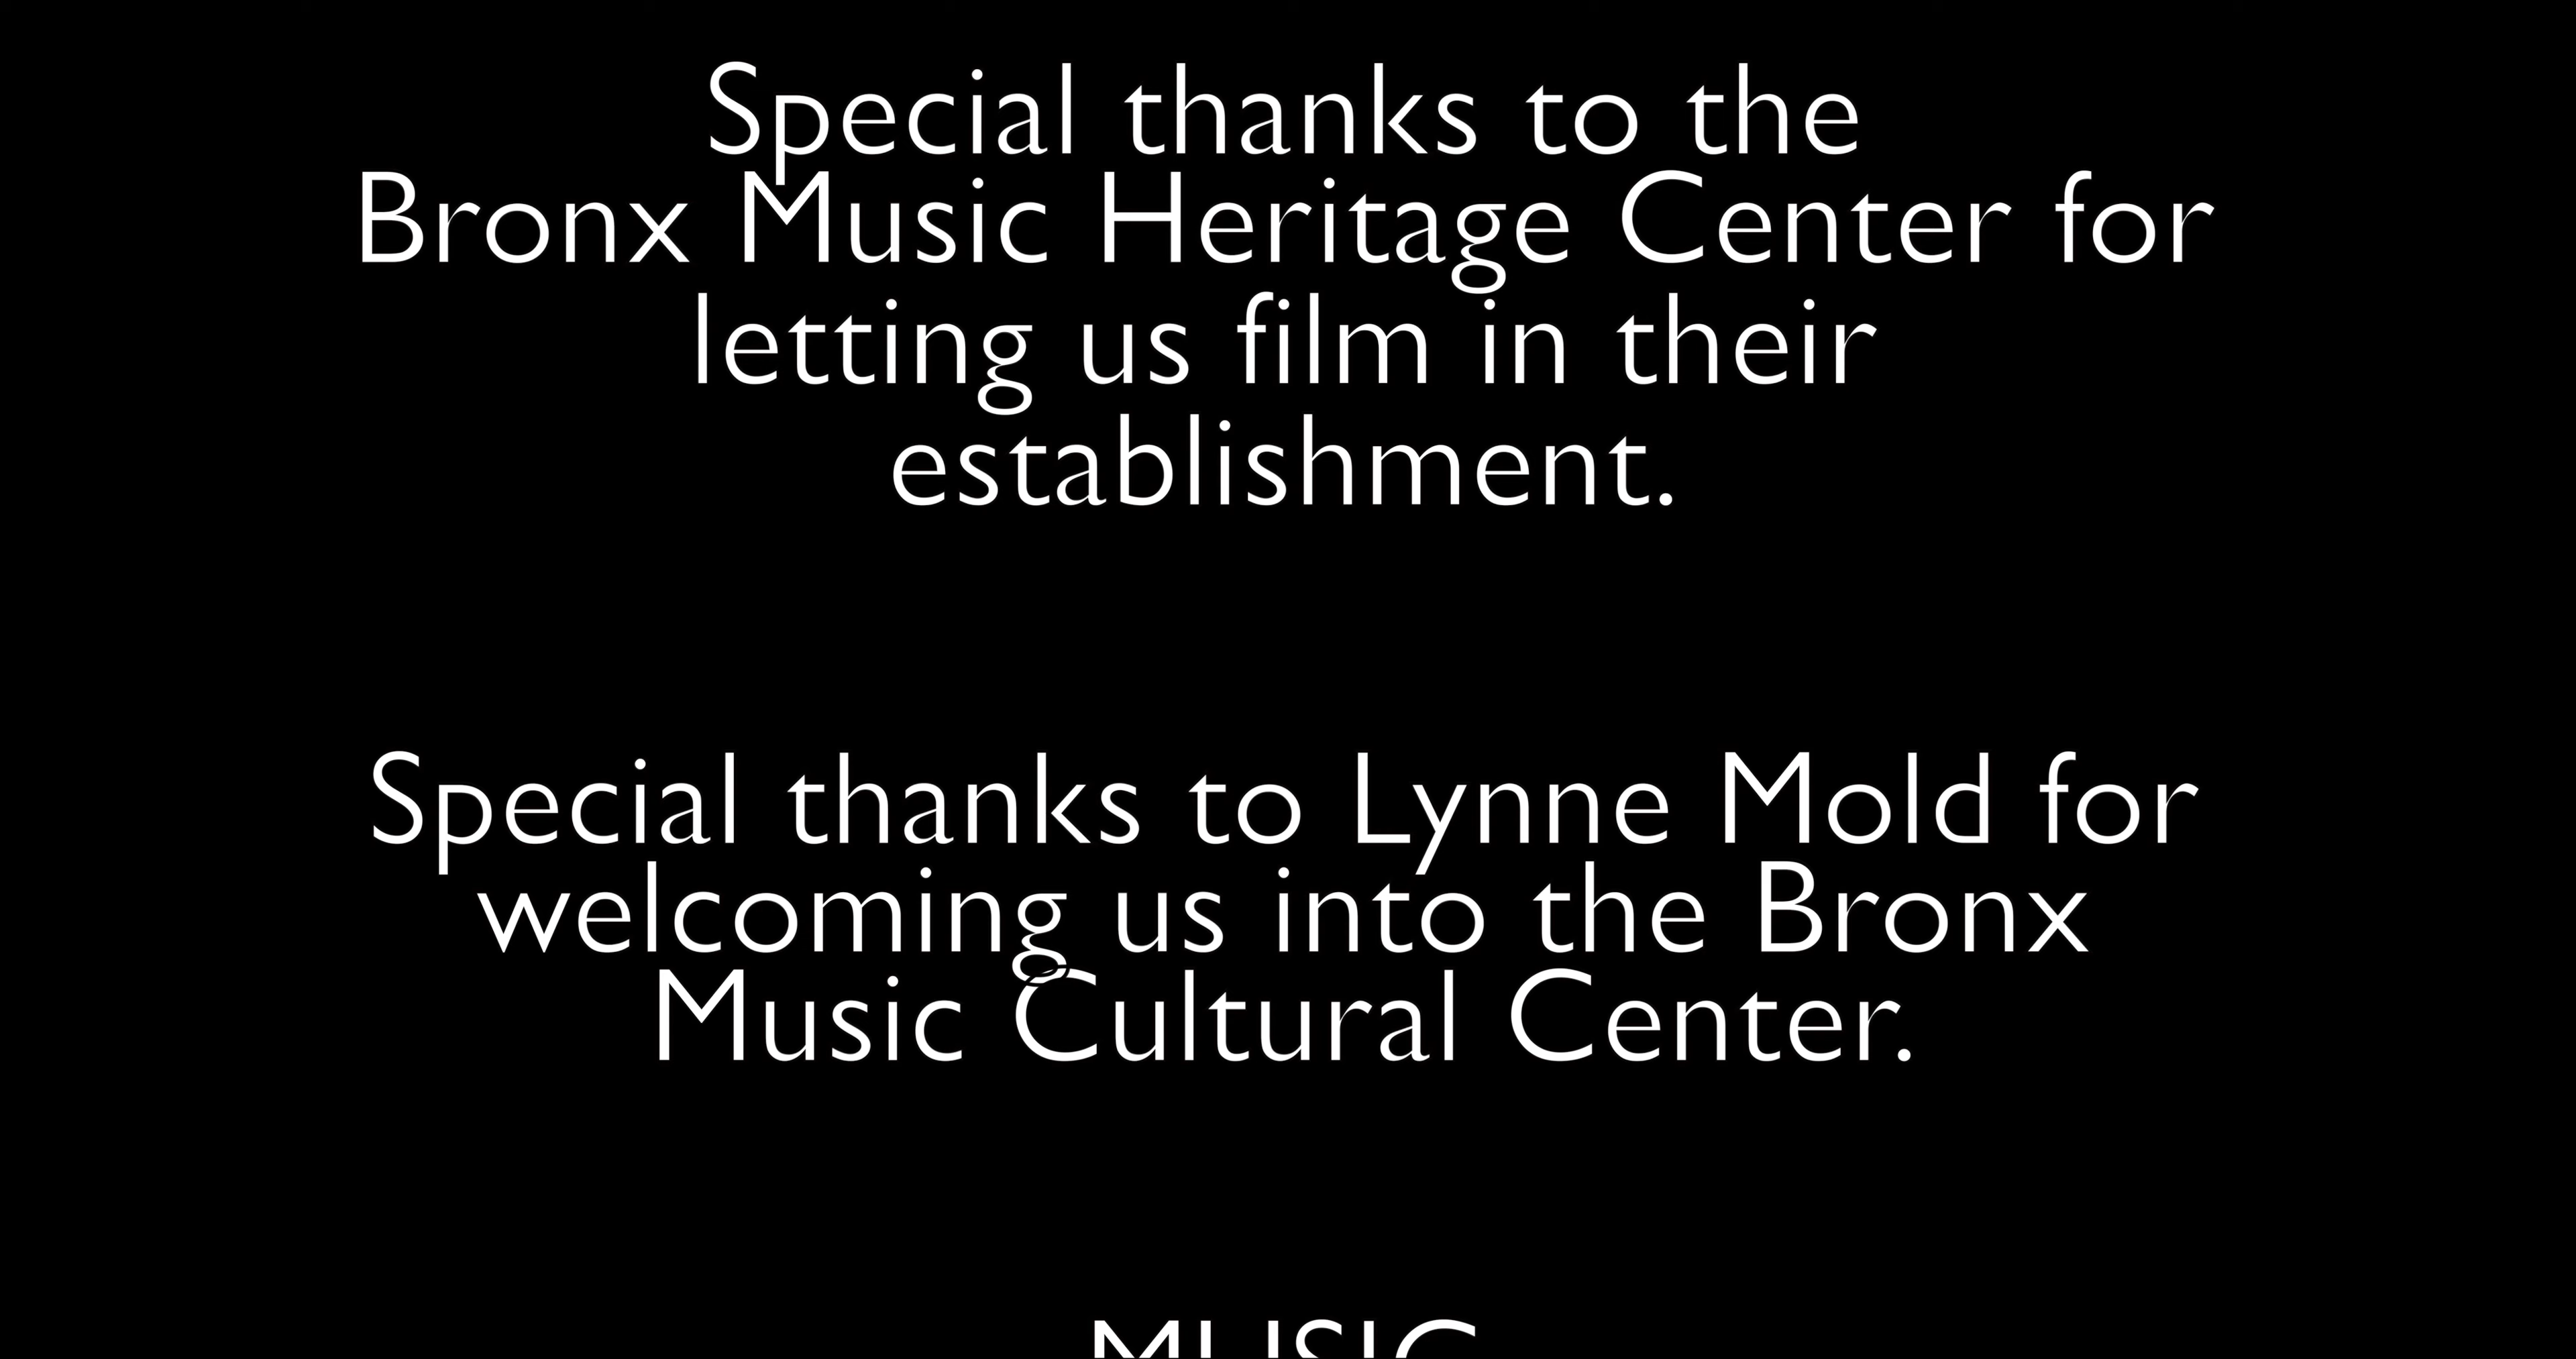 Special thanks to the
Bronx Music Heritage Center for
letting us film in their
establishment.
Special thanks to Lynne Mold for
welcoming us into the Bronx
Music Cultural Center.
MUSIC